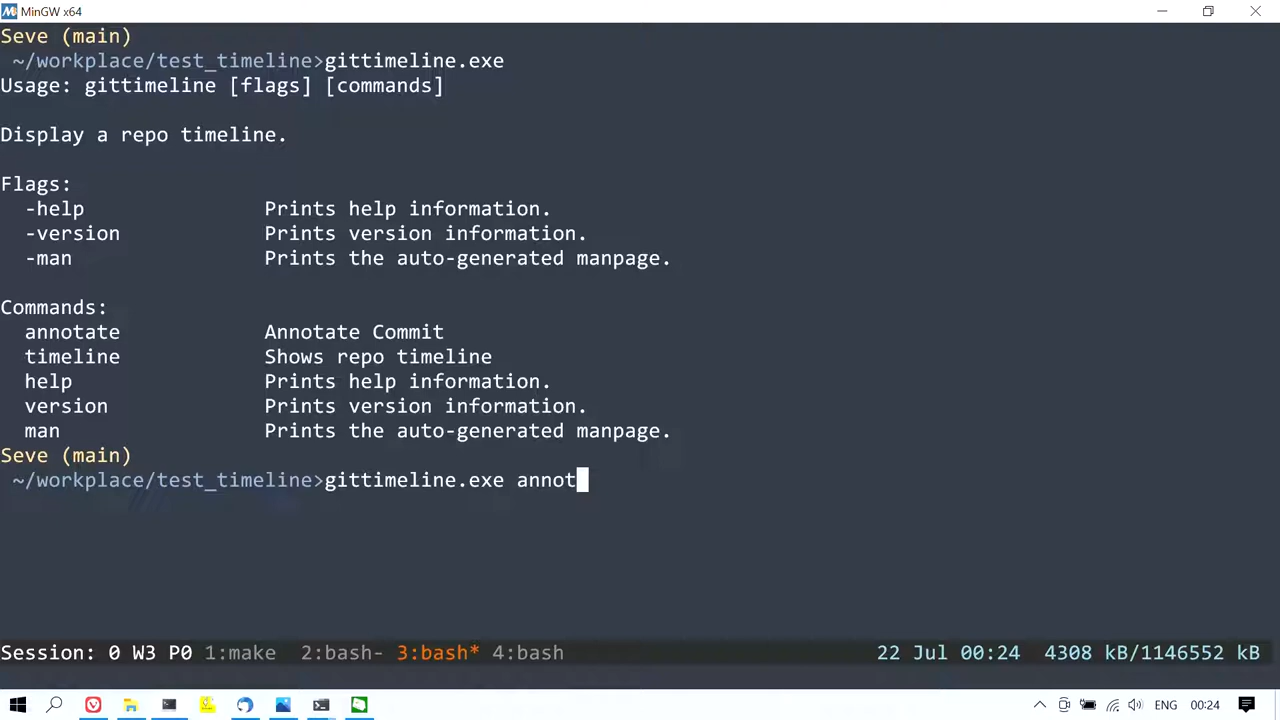 MinGW x64
Seve (main)
~/workplace/test_timeline>gittimeline.exe
Usage: gittimeline [flags] [commands]
Display a repo timeline.
Flags:
-help Prints help information.
-version Prints version information.
-man Prints the auto-generated manpage.
Commands:
annotate Annotate Commit
timeline Shows repo timeline
help Prints help information.
version Prints version information.
man Prints the auto-generated manpage.
Seve (main)
~/workplace/test_timeline>gittimeline.exe annot
Session: 0 W3 P0 1:make 2:bash- 3:bash* 4:bash 22 Jul 00:24 4308 kB/1146552 kB
ENG 00:24